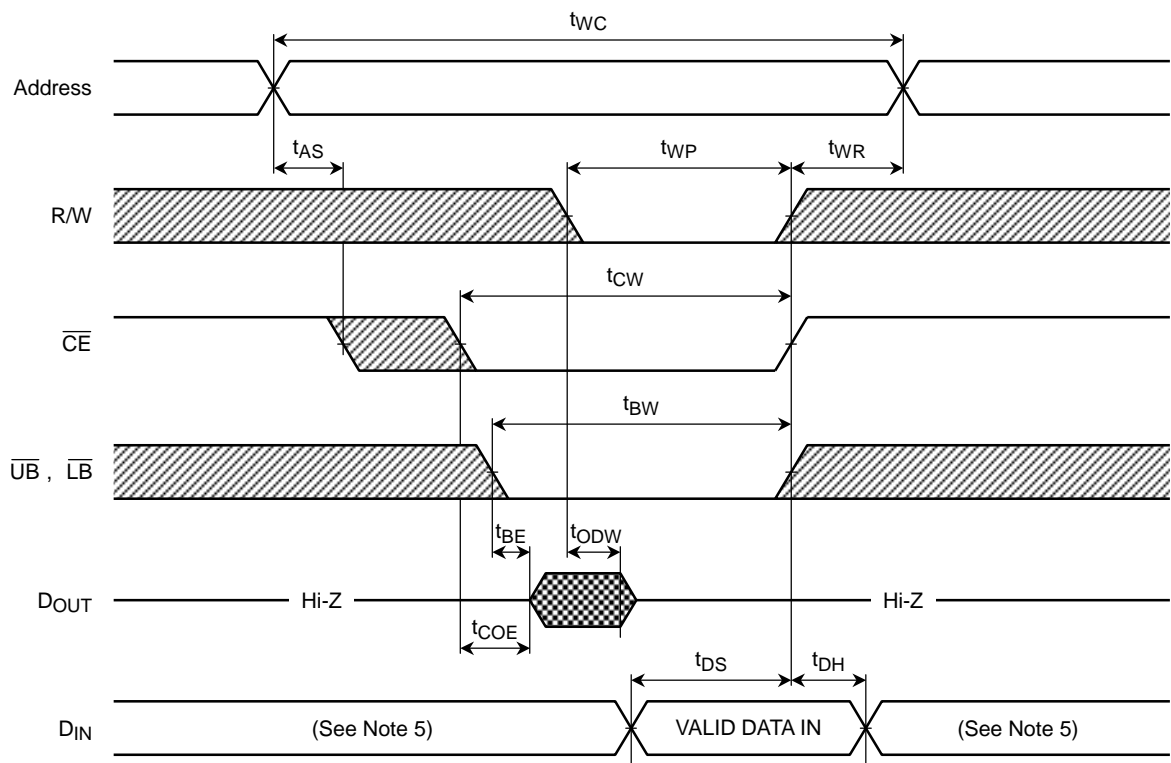 tWC
Address
tAS
tWP
tWR
R/W
tCW
CE
tBW
UB , LB
tBE
tODW
DOUT
Hi-Z
Hi-Z
tCOE
tDS
tDH
DIN
(See Note 5)
VALID DATA IN
(See Note 5)